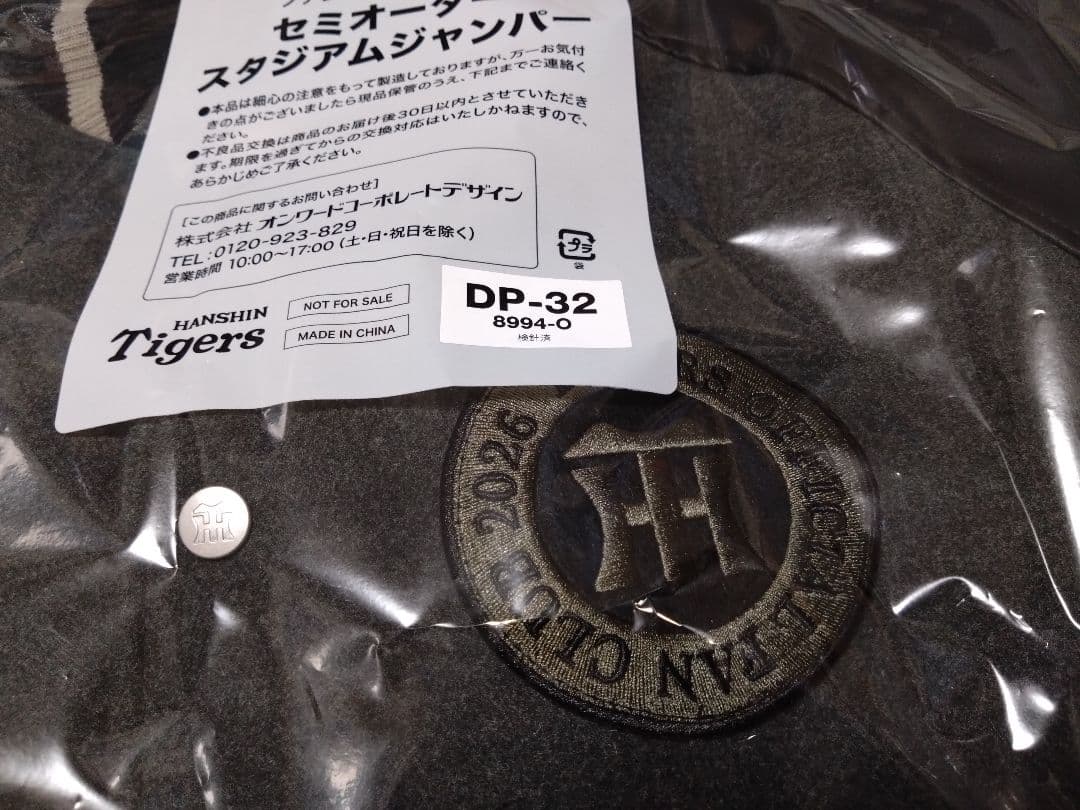 セミオーダー
スタジアムジャンパー
●本品は細心の注意をもって製造しておりますが、万一お気付
きの点がございましたら現品保管のうえ、下記までご連絡く
ださい。
●不良品交換は商品のお届け後30日以内とさせていただき
ます。期限を過ぎてからの交換対応はいたしかねますので、
あらかじめご了承ください。
[この商品に関するお問い合わせ]
株式会社 オンワードコーポレートデザイン
TEL:0120-923-829
営業時間 10:00～17:00 (土・日・祝日を除く)
プラ
袋
HANSHIN
Tigers
NOT FOR SALE
MADE IN CHINA
DP-32
8994-O
検針済
RS OFFICIAL FAN CLUB 2026